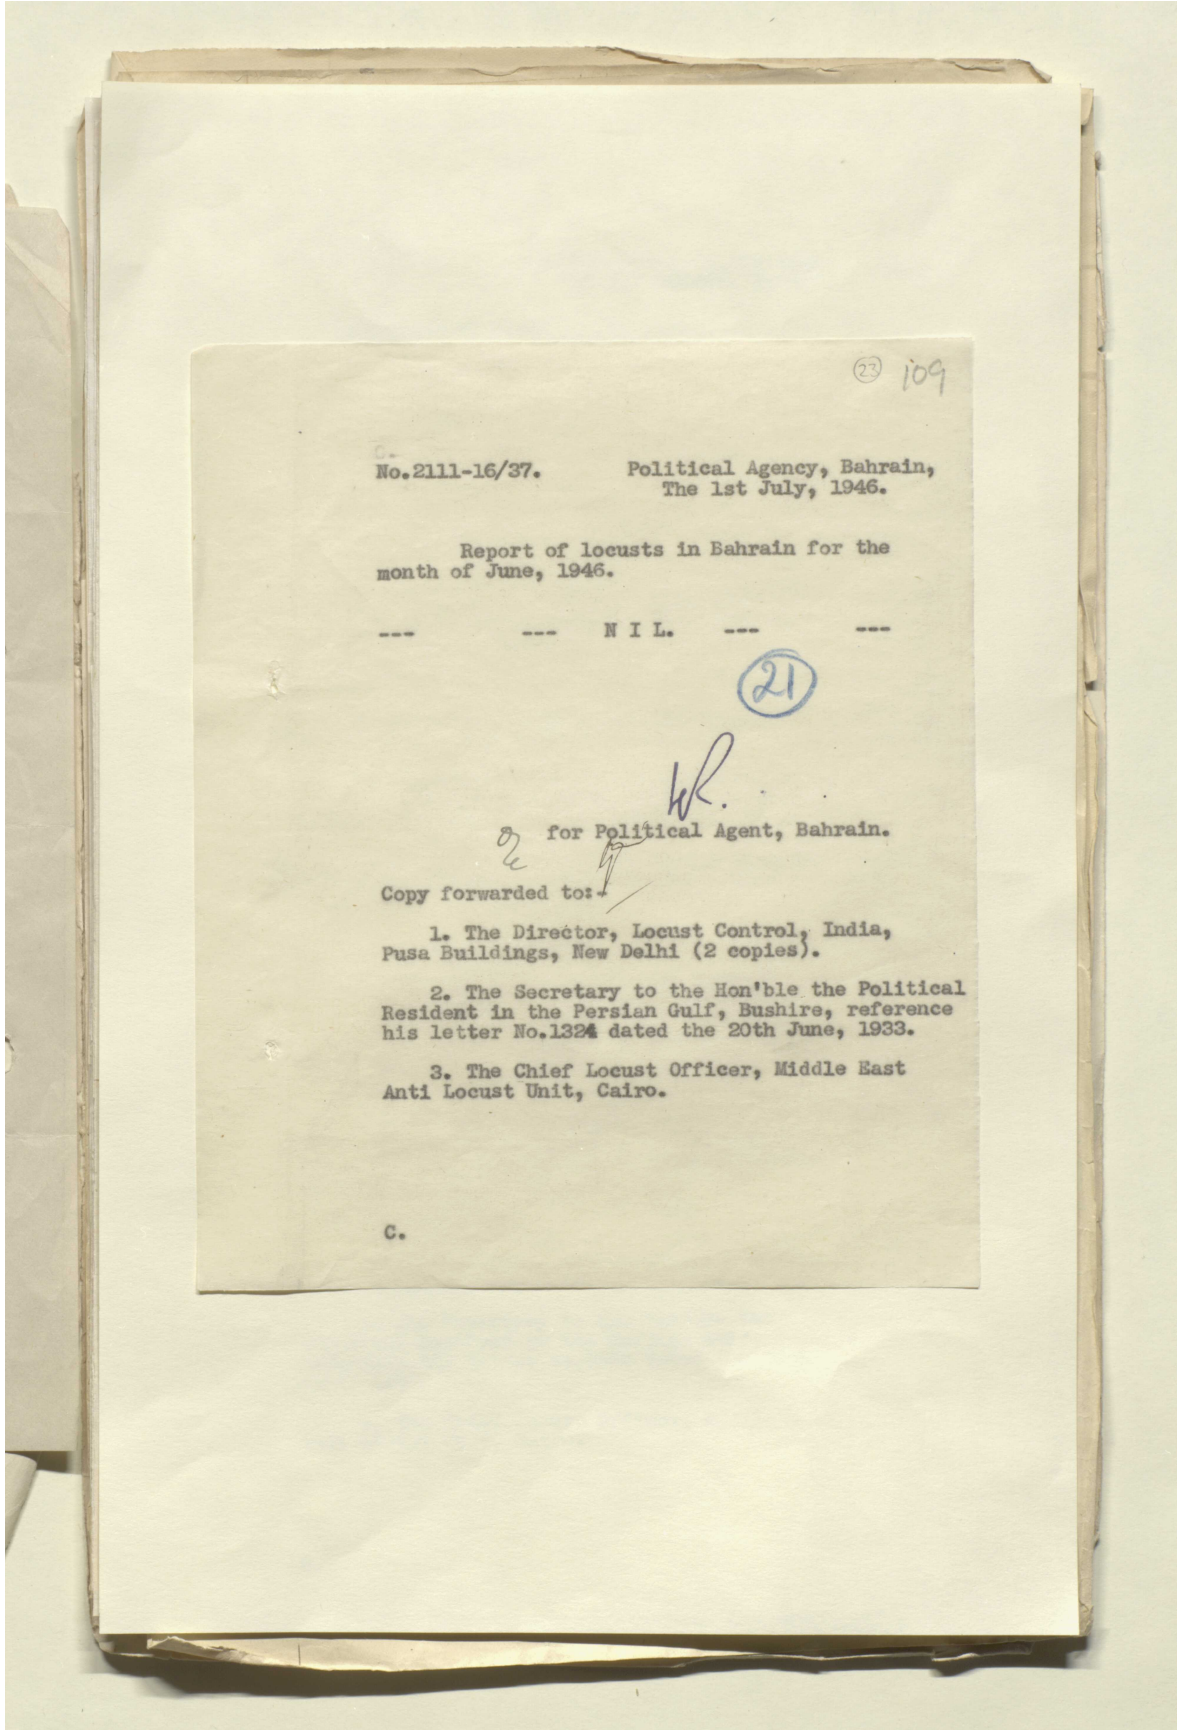 23 109
No.2111-16/37. Political Agency, Bahrain,
The 1st July, 1946.
Report of locusts in Bahrain for the
month of June, 1946.
--- --- N I L. --- ---
21
for Political Agent, Bahrain.
Copy forwarded to:-
1. The Director, Locust Control, India,
Pusa Buildings, New Delhi (2 copies).
2. The Secretary to the Hon'ble the Political
Resident in the Persian Gulf, Bushire, reference
his letter No.1324 dated the 20th June, 1933.
3. The Chief Locust Officer, Middle East
Anti Locust Unit, Cairo.
C.